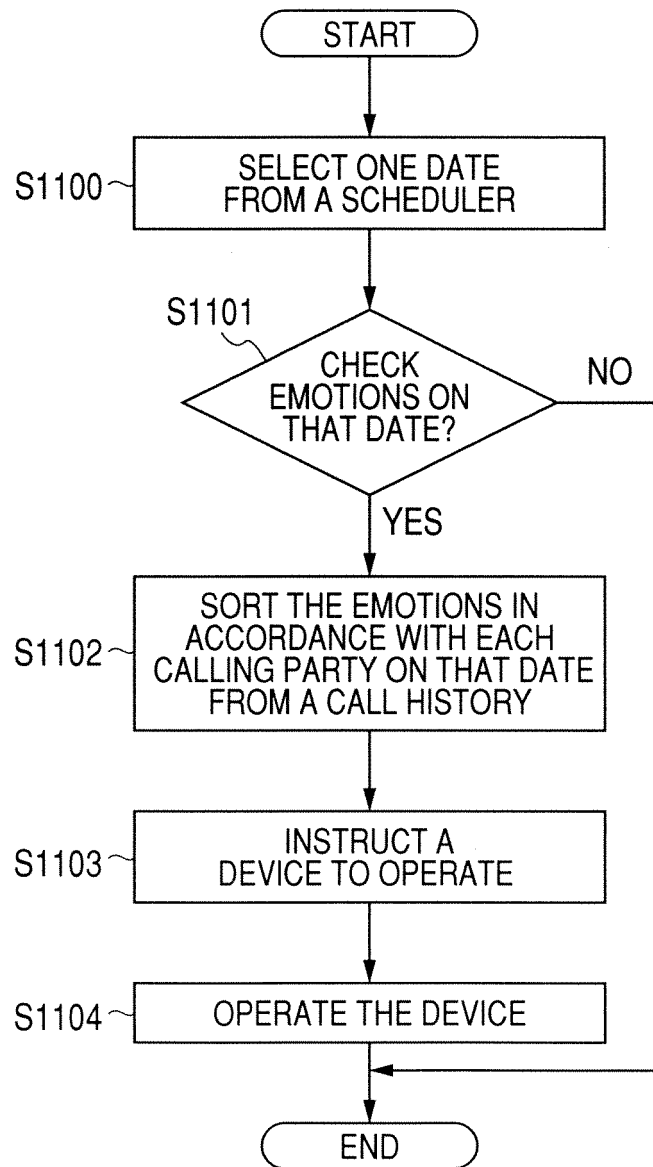 START
S1100
SELECT ONE DATE
FROM A SCHEDULER
S1101
CHECK
EMOTIONS ON
THAT DATE?
NO
YES
S1102
SORT THE EMOTIONS IN
ACCORDANCE WITH EACH
CALLING PARTY ON THAT DATE
FROM A CALL HISTORY
S1103
INSTRUCT A
DEVICE TO OPERATE
S1104
OPERATE THE DEVICE
END